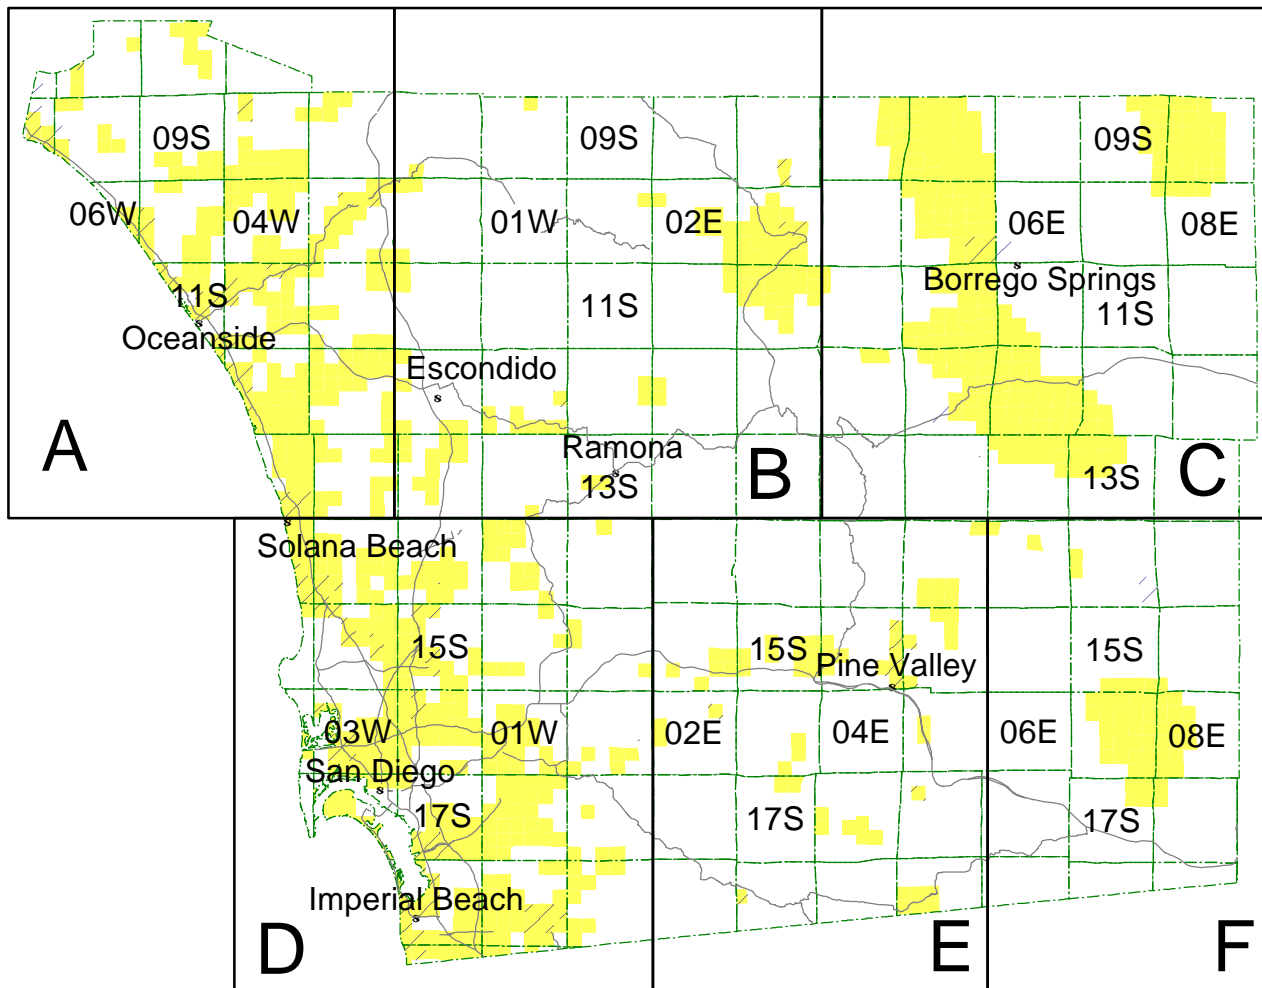 09S
09S
09S
06W
04W
01W
02E
06E
08E
Borrego Springs
11S
11S
11S
Oceanside
Escondido
A
Ramona
B
C
13S
13S
Solana Beach
15S
15S
15S
Pine Valley
03W
01W
02E
04E
06E
08E
San Diego
17S
17S
17S
Imperial Beach
D
E
F